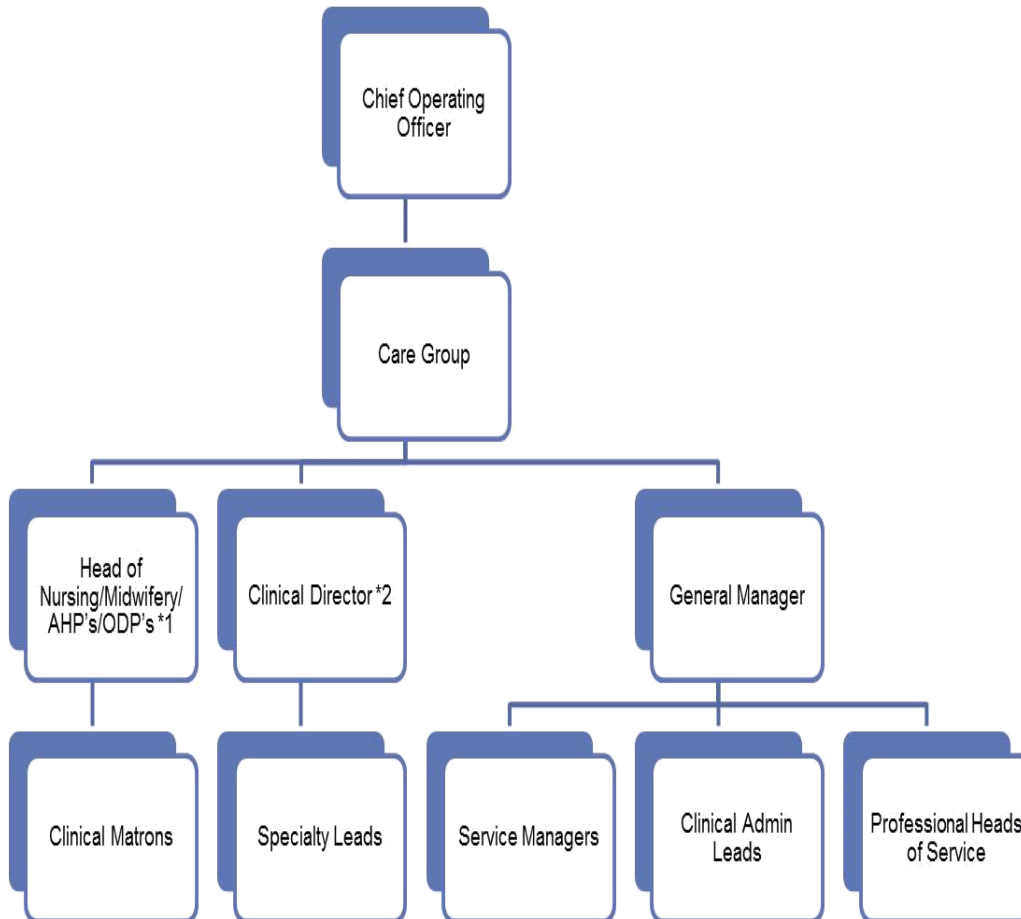 Chief Operating
Officer
Care Group
Head of
Nursing/Midwifery/
AHP's/ODP's *1
Clinical Director *2
General Manager
Clinical Matrons
Specialty Leads
Service Managers
Clinical Admin
Leads
Professional Heads
of Service